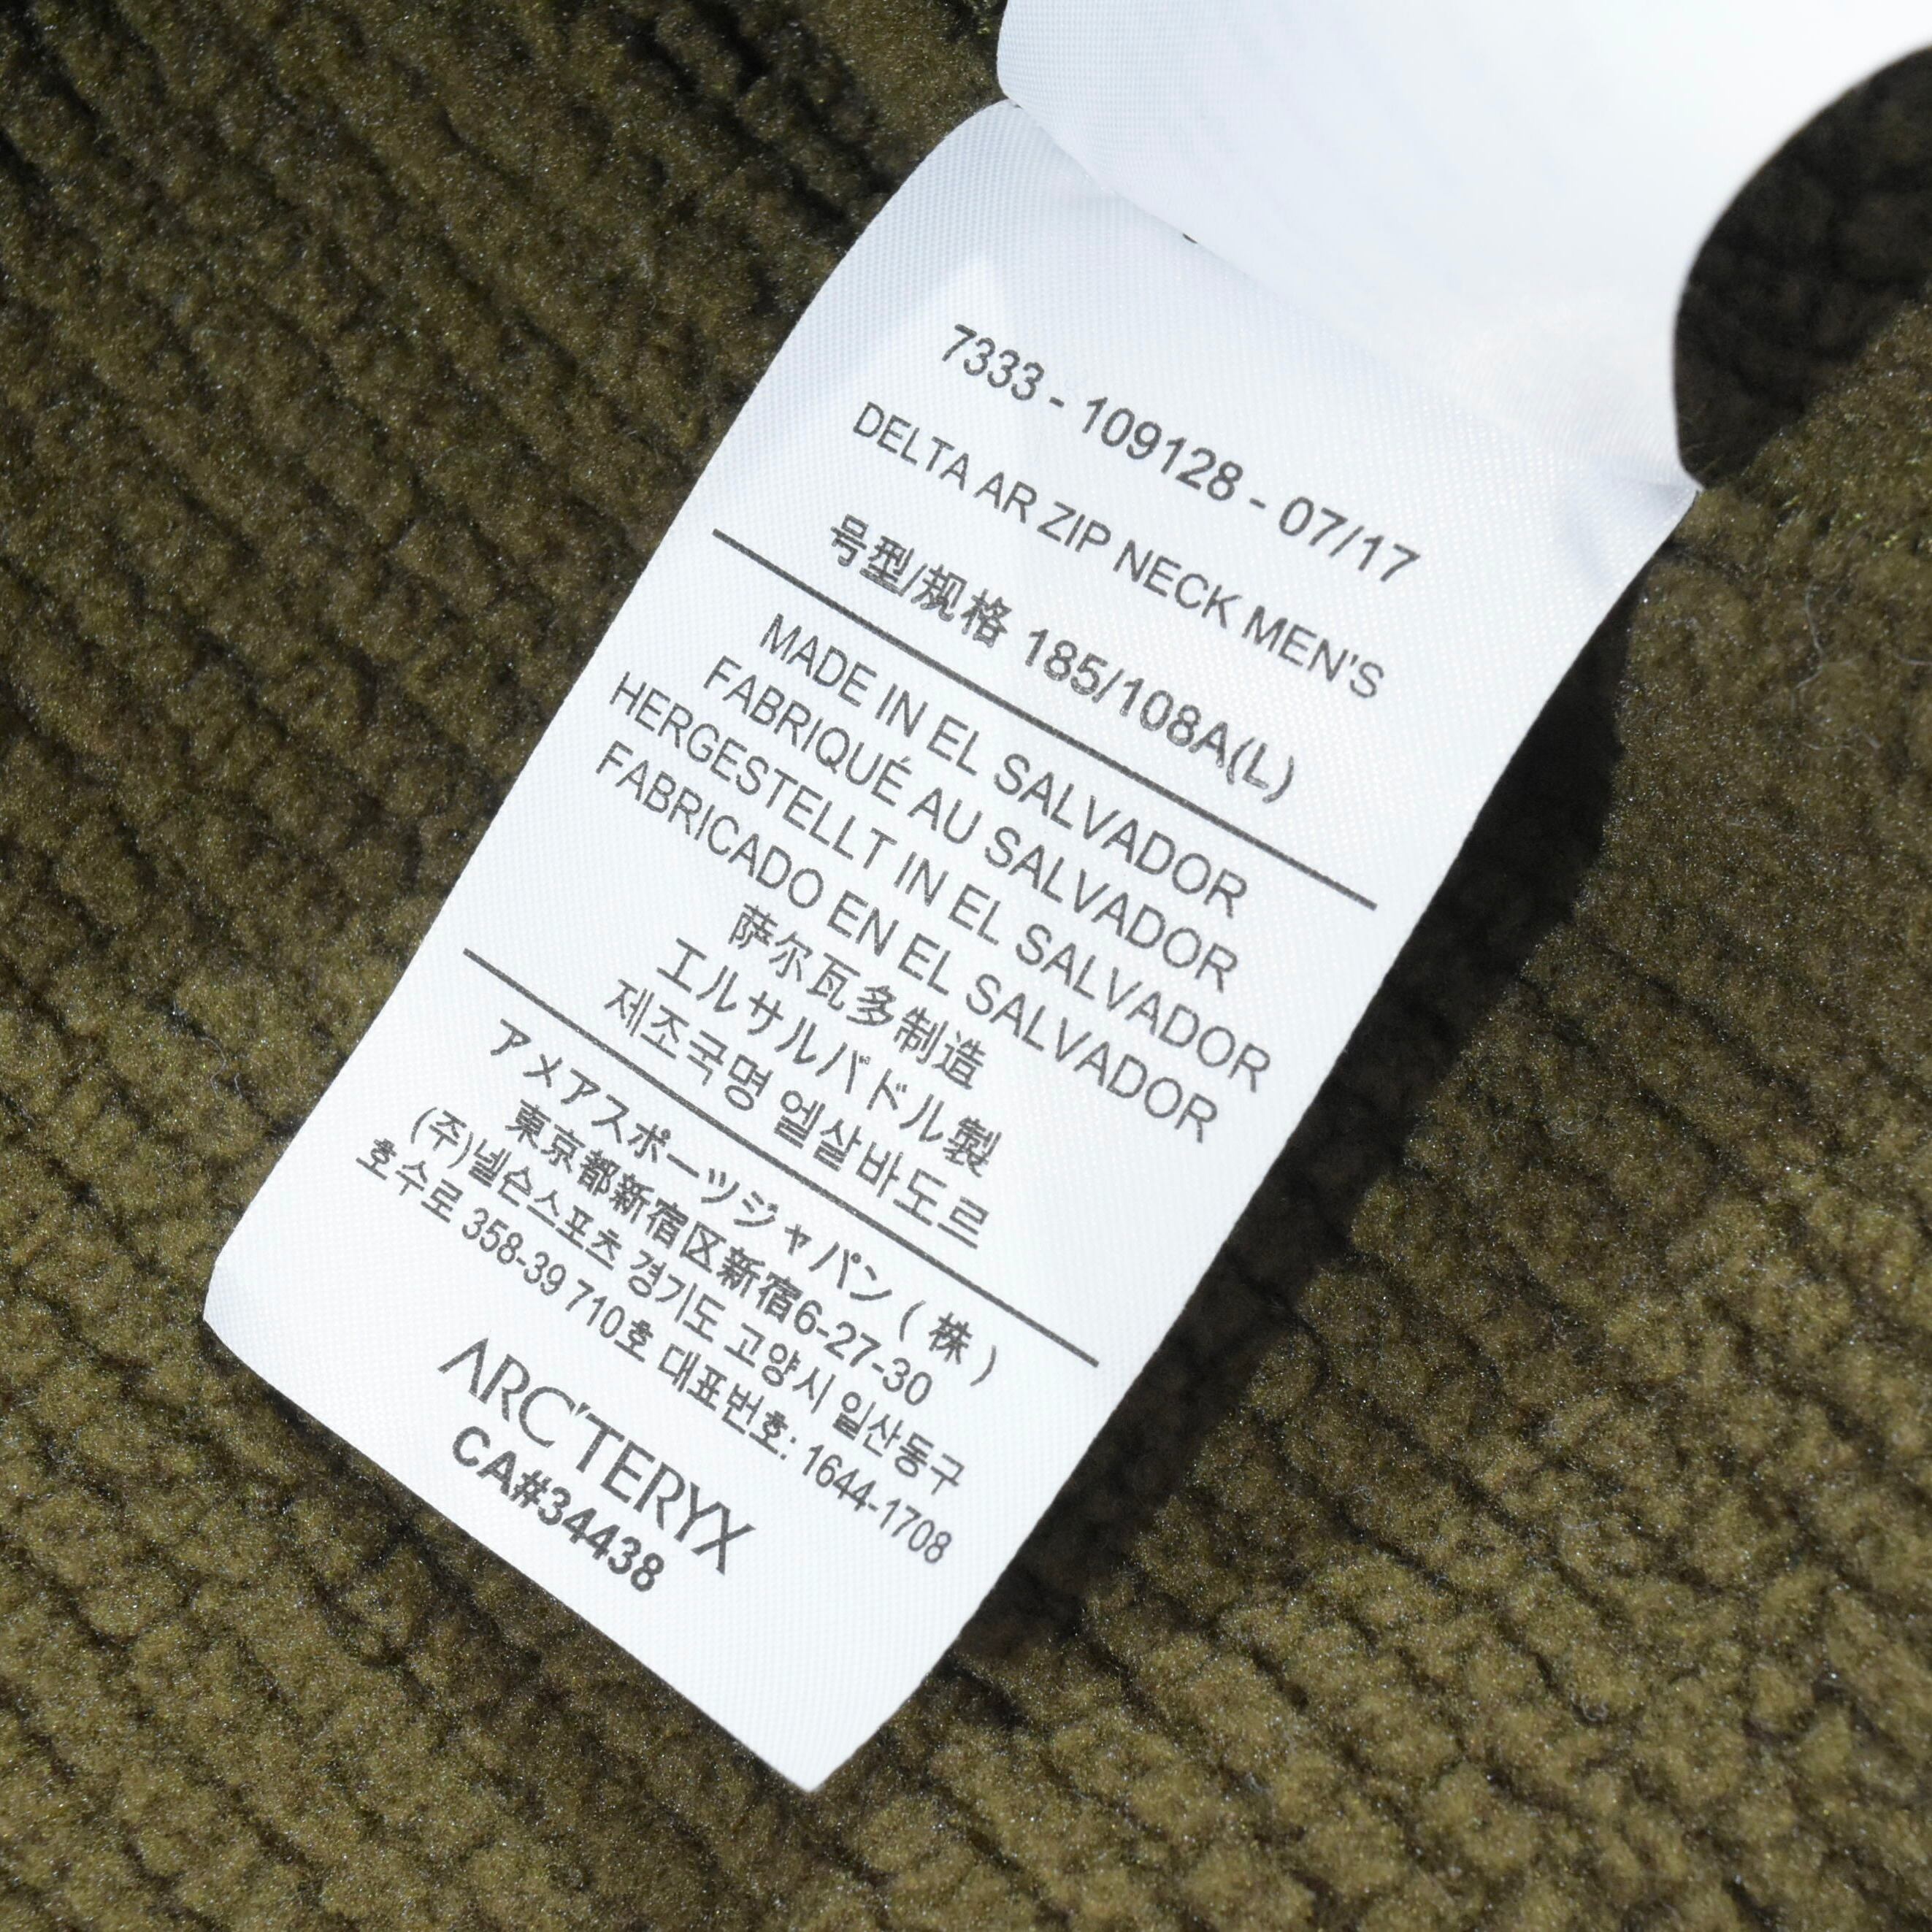 7333 - 109128 - 07/17
DELTA AR ZIP NECK MEN'S
号型/规格 185/108A(L)
MADE IN EL SALVADOR
FABRIQUÉ AU SALVADOR
HERGESTELLT IN EL SALVADOR
FABRICADO EN EL SALVADOR
萨尔瓦多制造
エルサルバドル製
제조국명 엘살바도르
アメアスポーツジャパン ( 株 )
東京都新宿区新宿6-27-30
(주)넬슨스포츠 경기도 고양시 일산동구
호수로 358-39 710호 대표번호: 1644-1708
ARC'TERYX
CA#34438